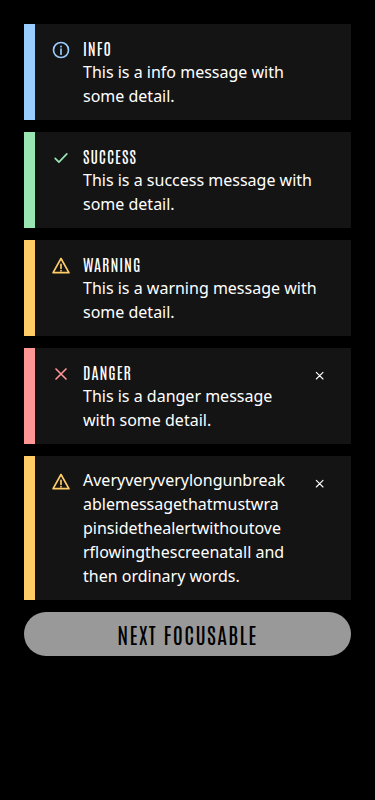 INFO
This is a info message with
some detail.
SUCCESS
This is a success message with
some detail.
WARNING
This is a warning message with
some detail.
DANGER
This is a danger message
with some detail.
Averyveryverylongunbreak
ablemessagethatmustwra
pinsidethealertwithoutove
rflowingthescreenatall and
then ordinary words.
NEXT FOCUSABLE